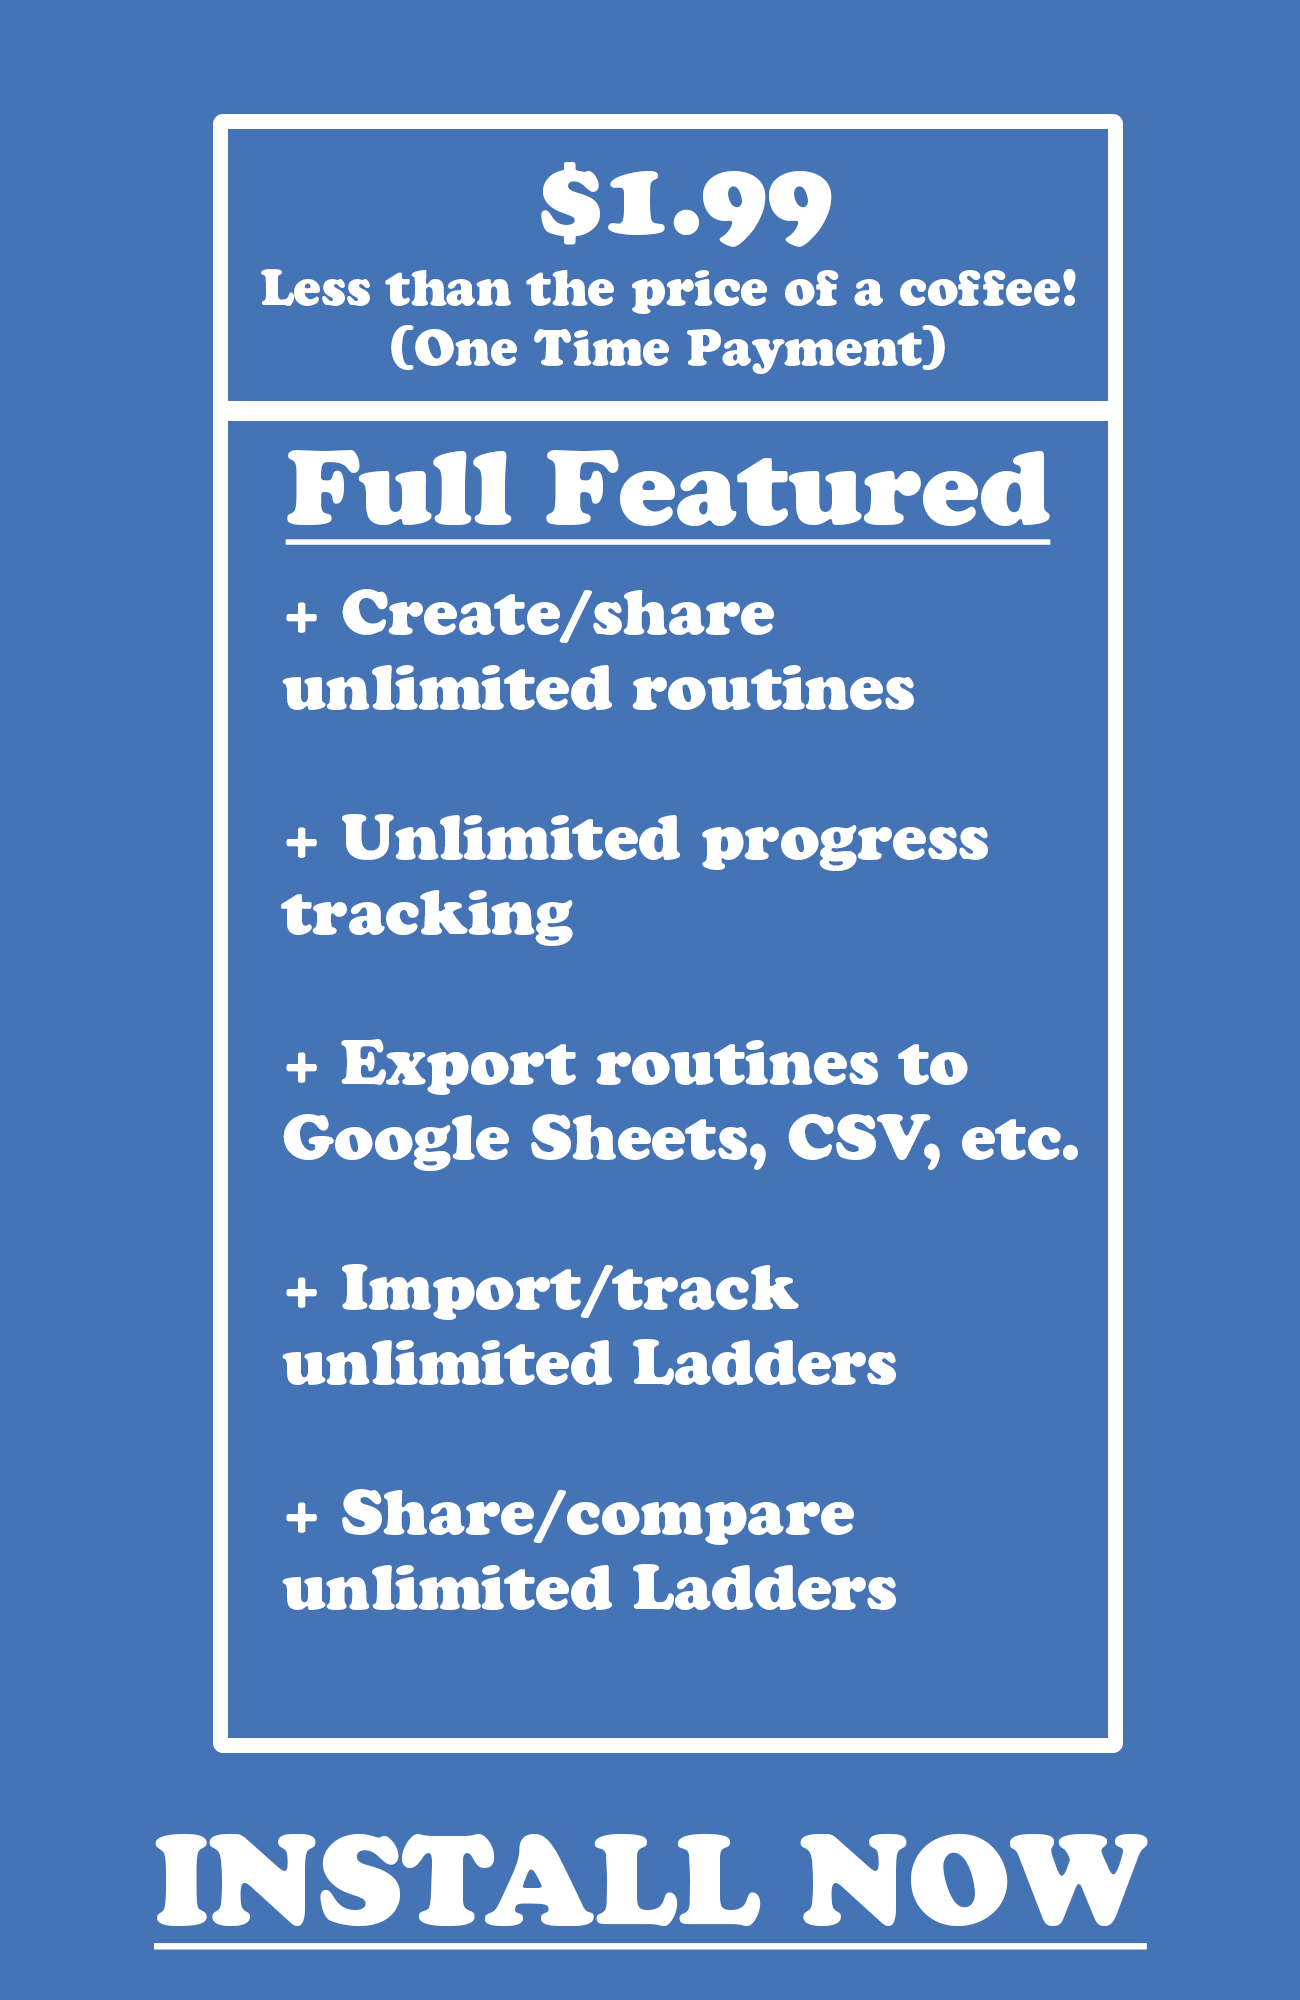 $1.99
Less than the price of a coffee!
(One Time Payment)
Full Featured
+ Create/share
unlimited routines
+ Unlimited progress
tracking
+ Export routines to
Google Sheets, CSV, etc.
+ Import/track
unlimited Ladders
+ Share/compare
unlimited Ladders
INSTALL NOW